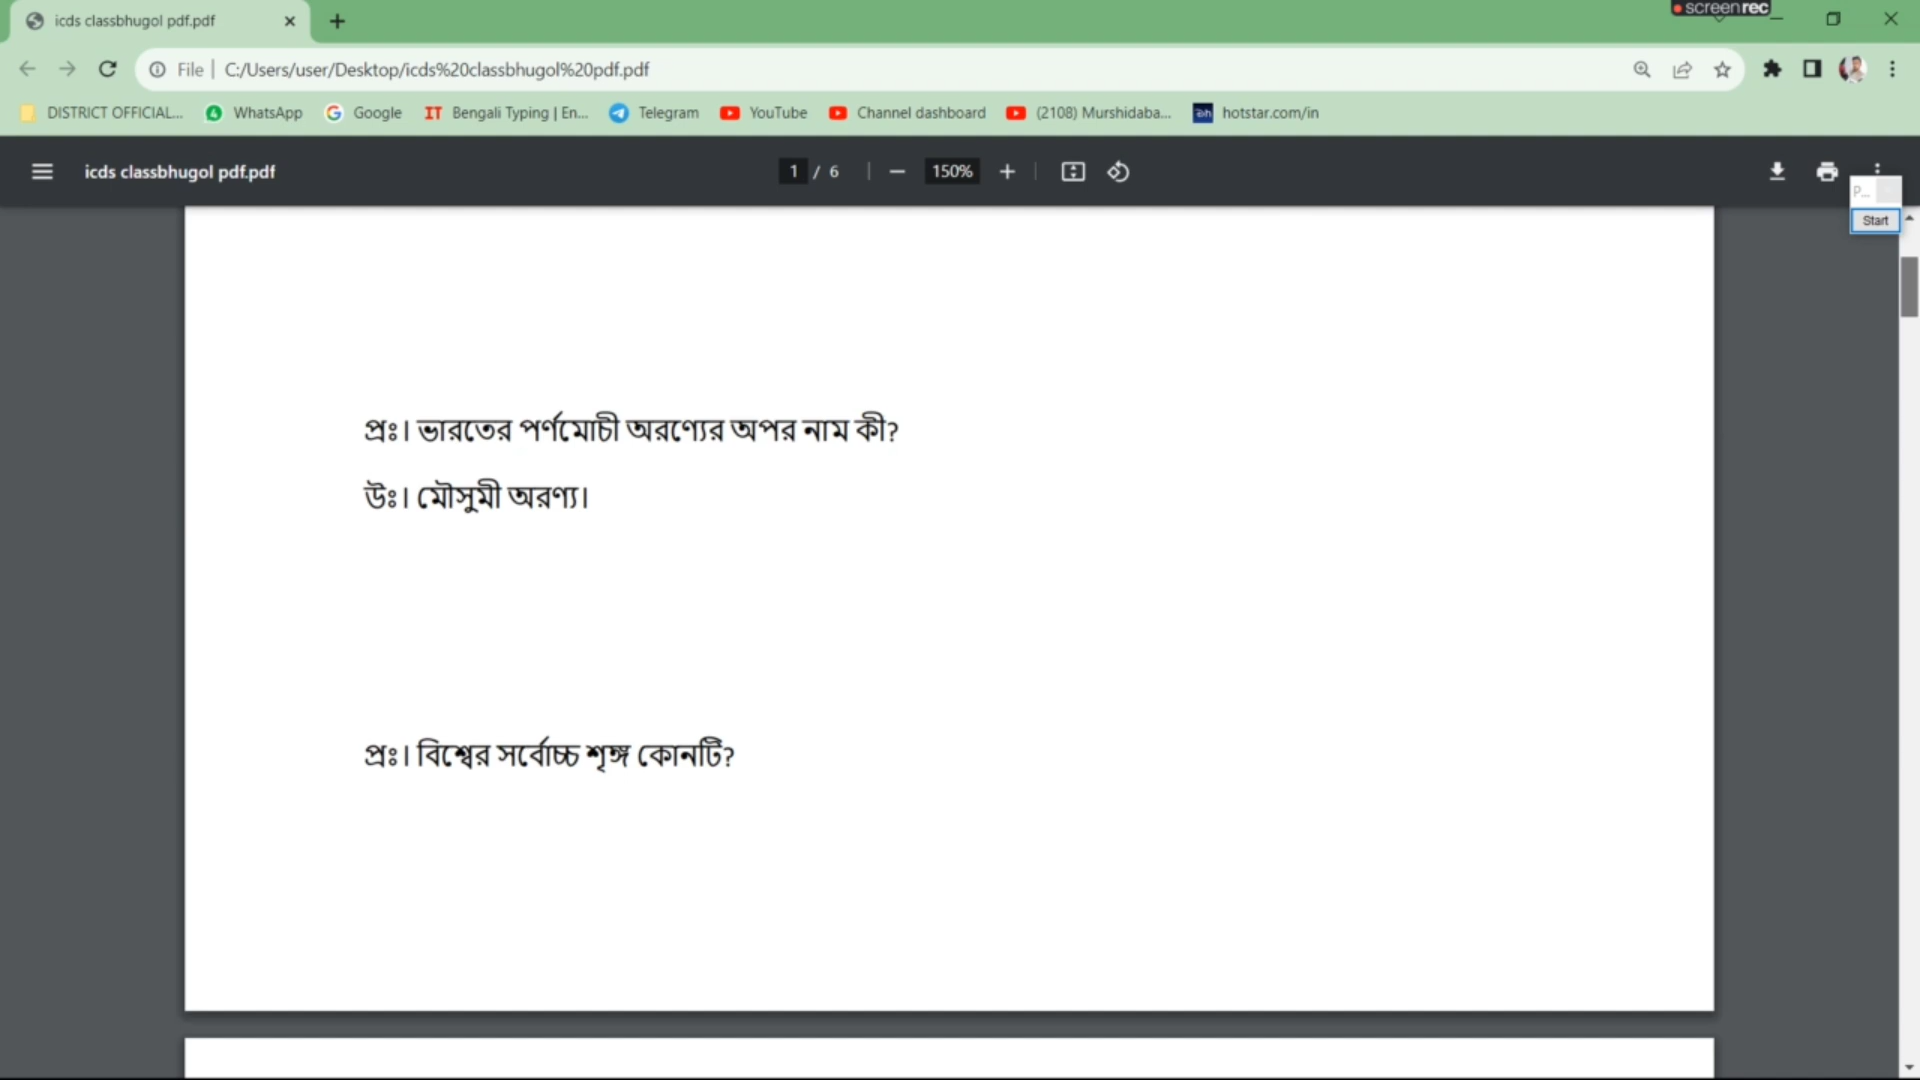 icds classbhugol pdf.pdf
screenrec
File
C:/Users/user/Desktop/icds%20classbhugol%20pdf.pdf
DISTRICT OFFICIAL...
WhatsApp
Google
IT
Bengali Typing | En...
Telegram
YouTube
Channel dashboard
(2108) Murshidaba...
hotstar.com/in
icds classbhugol pdf.pdf
1 / 6
150%
P...
Start
প্রঃ। ভারতের পর্ণমোচী অরণ্যের অপর নাম কী?
উঃ। মৌসুমী অরণ্য।
প্রঃ। বিশ্বের সর্বোচ্চ শৃঙ্গ কোনটি?